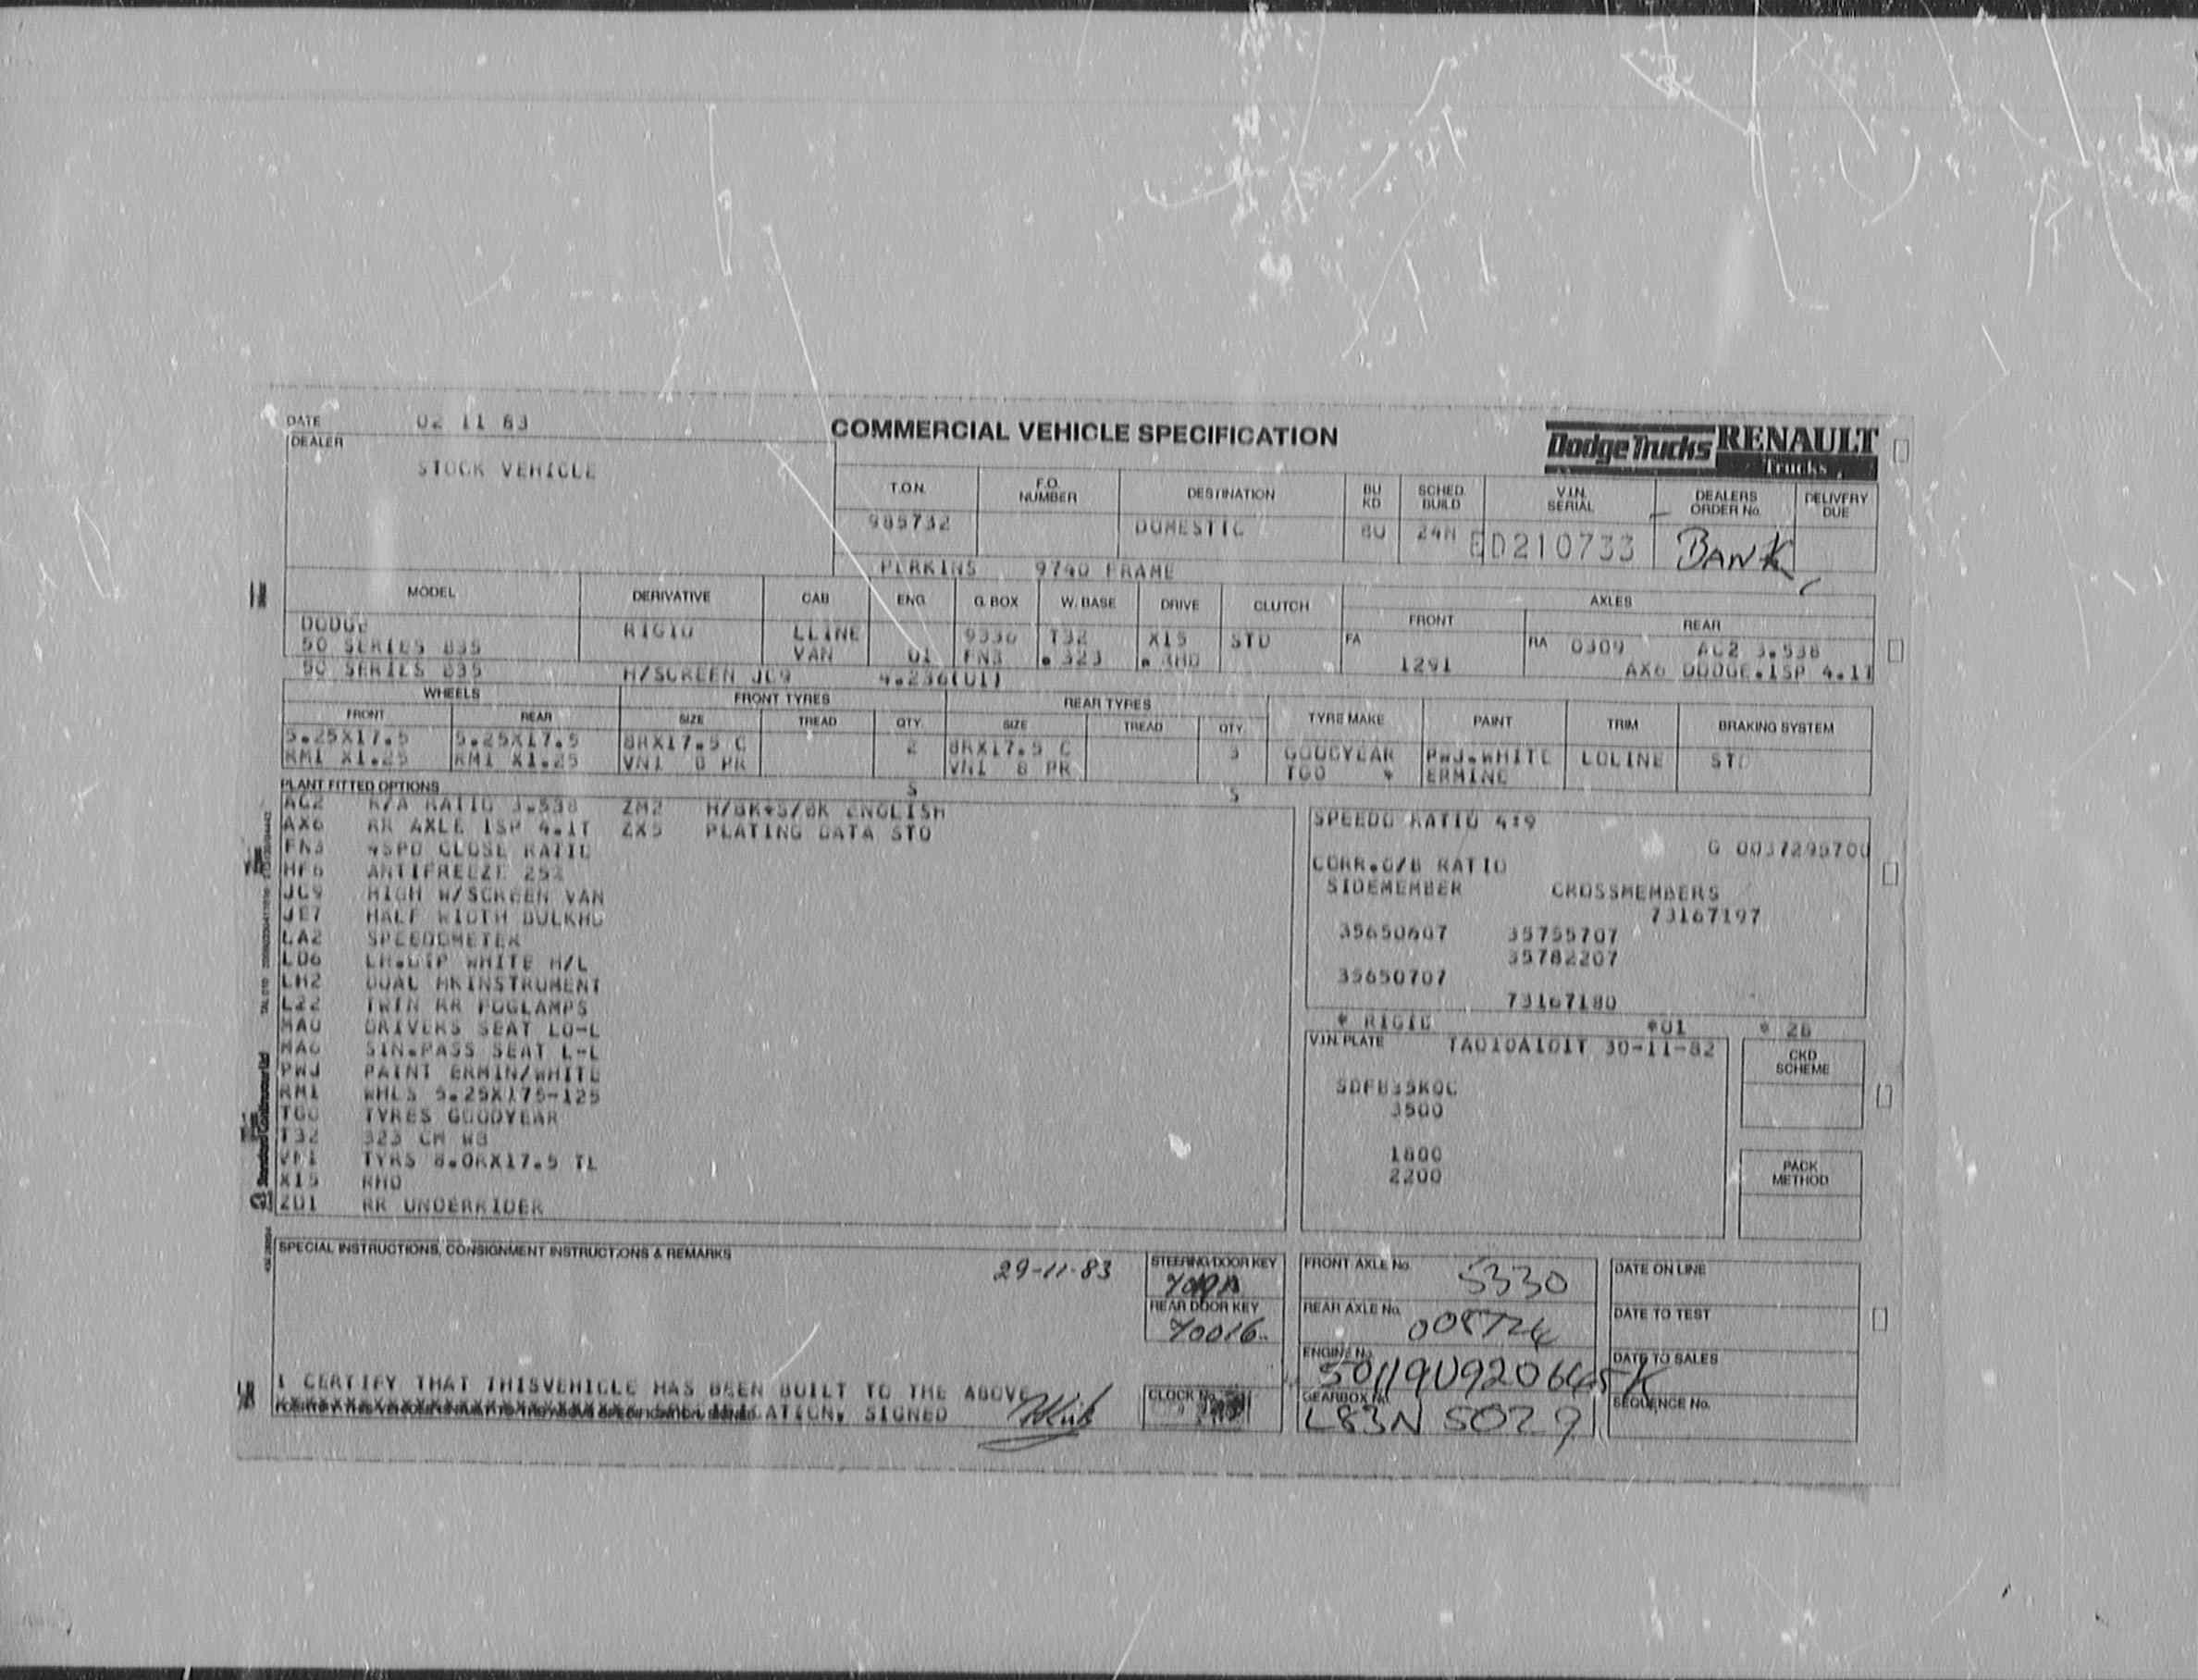 DATE 02 11 83
COMMERCIAL VEHICLE SPECIFICATION
Dodge Trucks RENAULT
Trucks
DEALER
STOCK VEHICLE
T.O.N. F.O. NUMBER DESTINATION BU KD SCHED. BUILD V.I.N. SERIAL DEALERS ORDER No. DELIVERY DUE
985732 DOMESTIC BU 24N ED210733 BANK
PERKINS 9740 FRAME
MODEL DERIVATIVE CAB ENG. G. BOX W. BASE DRIVE CLUTCH AXLES
FRONT REAR
DODGE RIGID LLINE 9336 T32 X15 STD FA RA 0309 AC2 3.538
50 SERIES B35 VAN 01 FN3 .323 .RHD 1291 AX6 DODGE.1SP 4.1T
50 SERIES B35 H/SCREEN JC9 4.236(01)
WHEELS FRONT TYRES REAR TYRES TYRE MAKE PAINT TRIM BRAKING SYSTEM
FRONT REAR SIZE TREAD QTY. SIZE TREAD QTY
5.25X17.5 5.25X17.5 8RX17.5 C 2 8RX17.5 C 3 GOODYEAR PWJ.WHITE LOLINE STD
RM1 X1.25 RM1 X1.25 VN1 8 PR VN1 8 PR TGO * ERMINE
PLANT FITTED OPTIONS S S
AC2 R/A RATIO 3.538 ZM2 H/BK+S/BK ENGLISH
AX6 RR AXLE 1SP 4.1T ZX5 PLATING DATA STD
FN3 4SPD CLOSE RATIO
HF6 ANTIFREEZE 25%
JC9 HIGH W/SCREEN VAN
JE7 HALF WIDTH BULKHD
LA2 SPEEDOMETER
LD6 LH.DIP WHITE H/L
LH2 DUAL MKINSTRUMENT
L22 TWIN RR FOGLAMPS
MA0 DRIVERS SEAT LO-L
MA6 SIN.PASS SEAT L-L
PWJ PAINT ERMIN/WHITE
RM1 WHLS 5.25X175-125
TGO TYRES GOODYEAR
T32 323 CM WB
VN1 TYRS 8.0RX17.5 TL
X15 RHD
ZD1 RR UNDERRIDER
SPEEDO RATIO 4:9
G 0037295700
CORR.G/B RATIO
SIDEMEMBER CROSSMEMBERS
73167197
35650607 35755707
35782207
35650707
73167180
* RIGID *01 * 26
V.I.N. PLATE TA010A101T 30-11-82
CKD SCHEME
SDFB35K0C
3500
1800
2200
PACK METHOD
SPECIAL INSTRUCTIONS, CONSIGNMENT INSTRUCTIONS & REMARKS
29-11-83
STEERING/DOOR KEY
REAR DOOR KEY
70016
CLOCK No.
FRONT AXLE No. 5330
REAR AXLE No.
ENGINE No.
GEARBOX No. L83N 5029
DATE ON LINE
DATE TO TEST
DATE TO SALES
SEQUENCE No.
I CERTIFY THAT THISVEHICLE HAS BEEN BUILT TO THE ABOVE
SIGNED